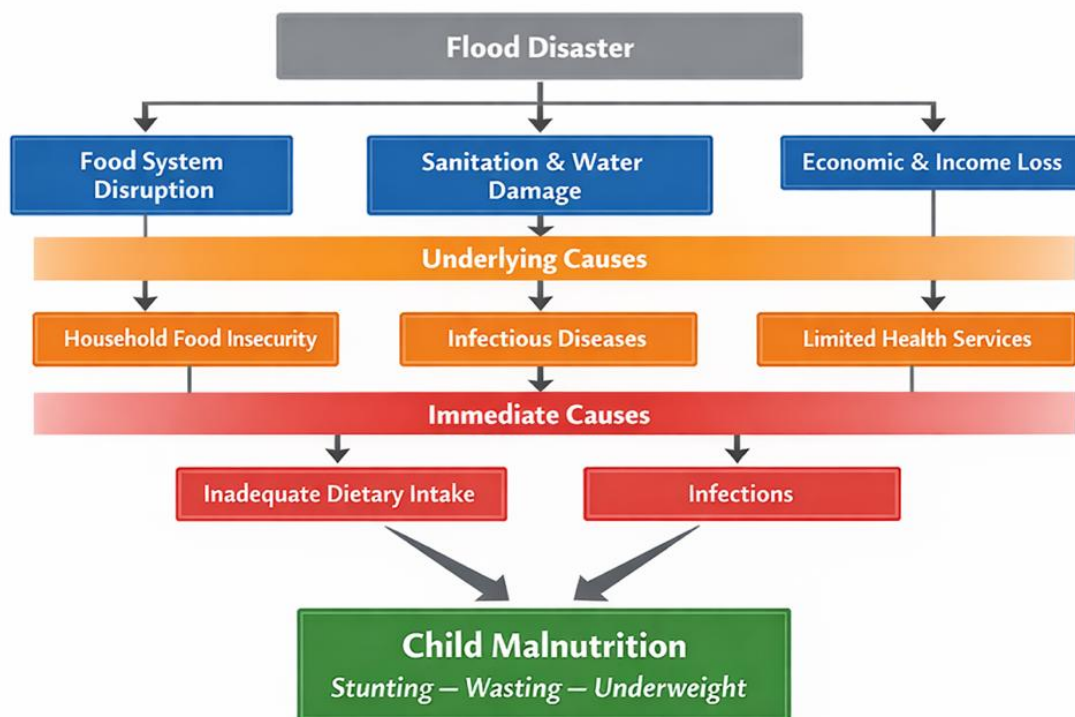 Flood Disaster
Food System
Disruption
Sanitation & Water
Damage
Economic & Income Loss
Underlying Causes
Household Food Insecurity
Infectious Diseases
Limited Health Services
Immediate Causes
Inadequate Dietary Intake
Infections
Child Malnutrition
Stunting – Wasting – Underweight